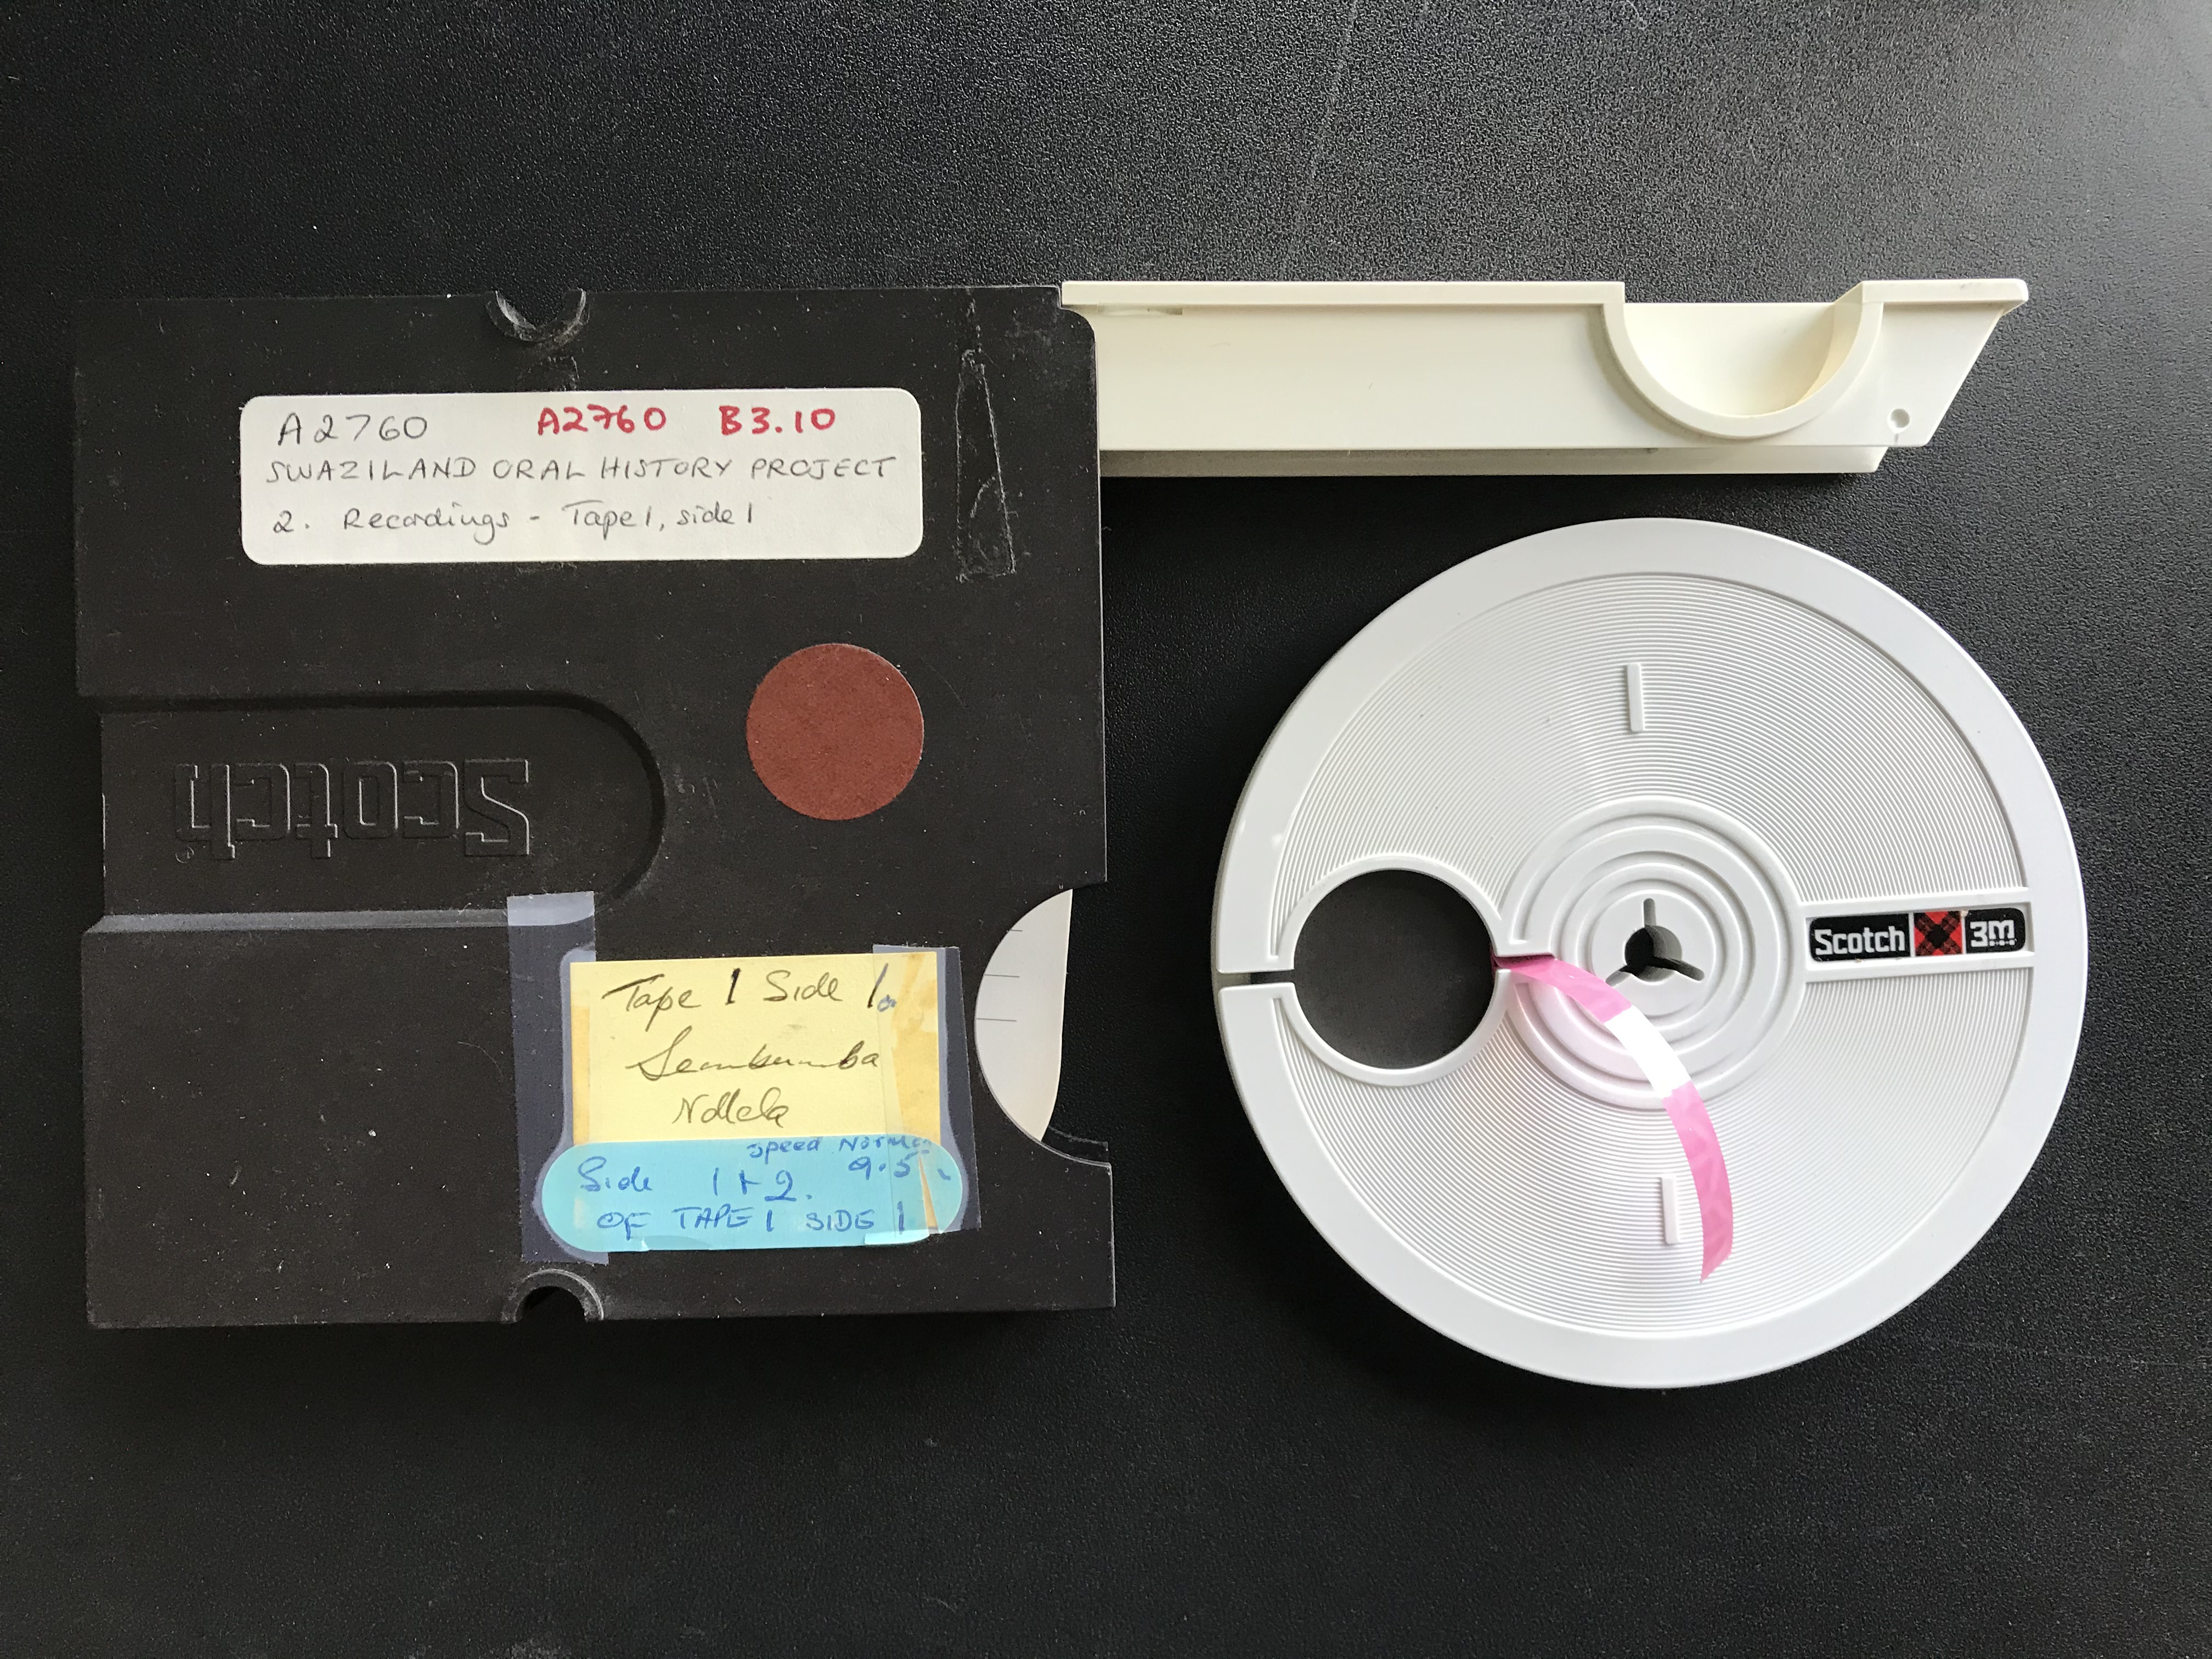 A2760 A2760 B3.10
SWAZILAND ORAL HISTORY PROJECT
2. Recordings - Tape 1, side 1
Scotch
Tape 1 Side 1
Ndlela
speed Normal
9.5
Side 1+2.
OF TAPE 1 SIDE 1
Scotch 3M